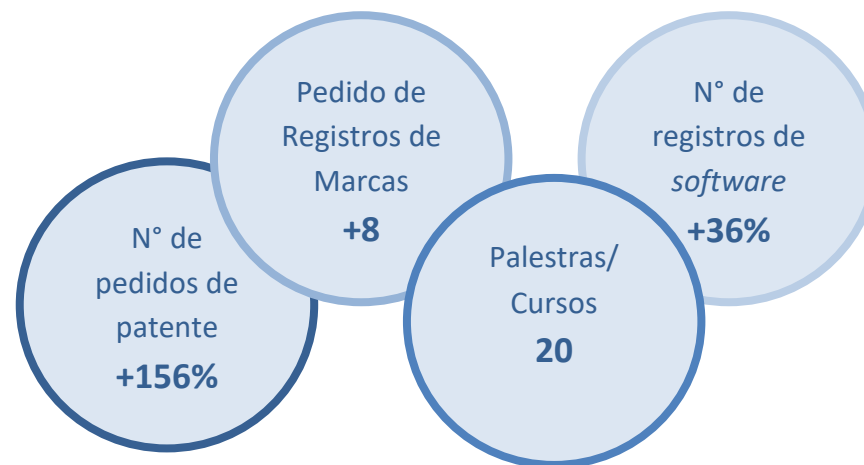 N° de
pedidos de
patente
+156%
Pedido de
Registros de
Marcas
+8
Palestras/
Cursos
20
N° de
registros de
software
+36%